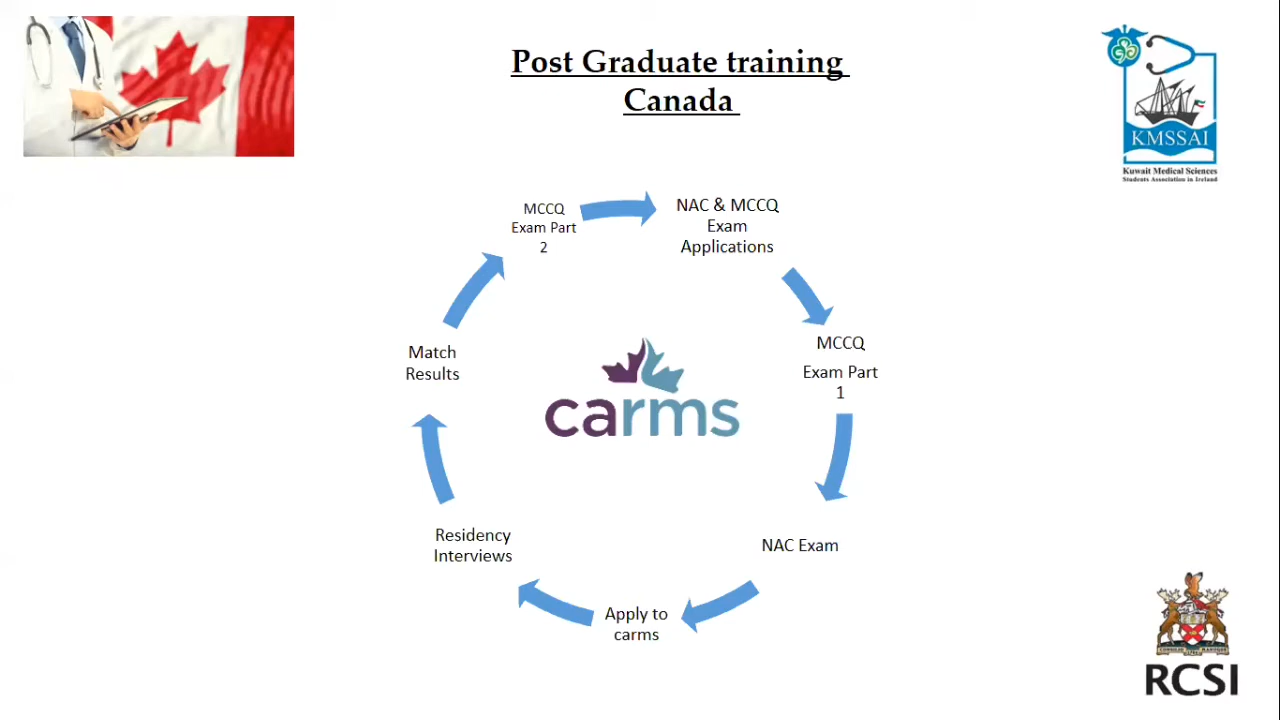 Post Graduate training
Canada
KMSSAI
Kuwait Medical Sciences
Students Association in Ireland
NAC & MCCQ
Exam
Applications
MCCQ
Exam Part
1
NAC Exam
Apply to
carms
Residency
Interviews
Match
Results
MCCQ
Exam Part
2
carms
RCSI